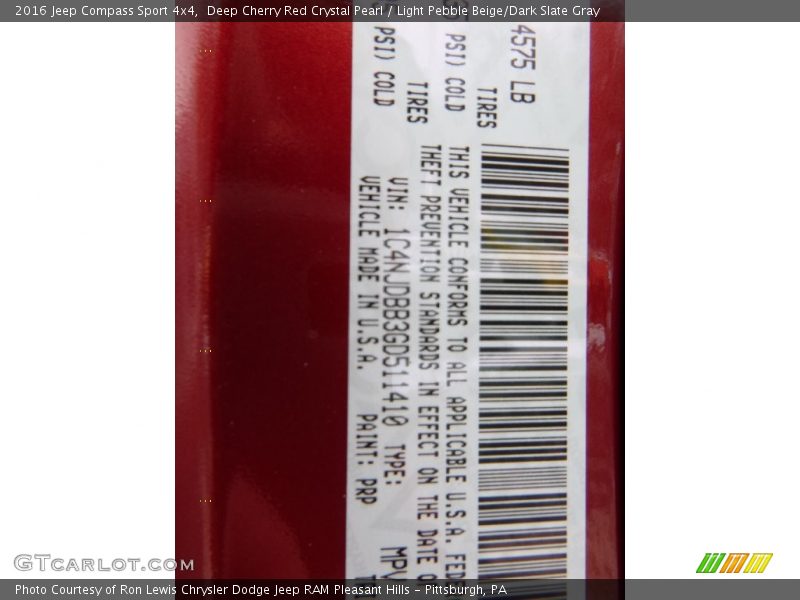 2016 Jeep Compass Sport 4x4, Deep Cherry Red Crystal Pearl / Light Pebble Beige/Dark Slate Gray
4575 LB
TIRES
PSI) COLD
TIRES
PSI) COLD
THIS VEHICLE CONFORMS TO ALL APPLICABLE U.S.A.
THEFT PREVENTION STANDARDS IN EFFECT ON THE DATE
VIN: 1C4NJDBB3GD511410 TYPE: MPV
VEHICLE MADE IN U.S.A. PAINT: PRP
GTCARLOT.COM
Photo Courtesy of Ron Lewis Chrysler Dodge Jeep RAM Pleasant Hills - Pittsburgh, PA